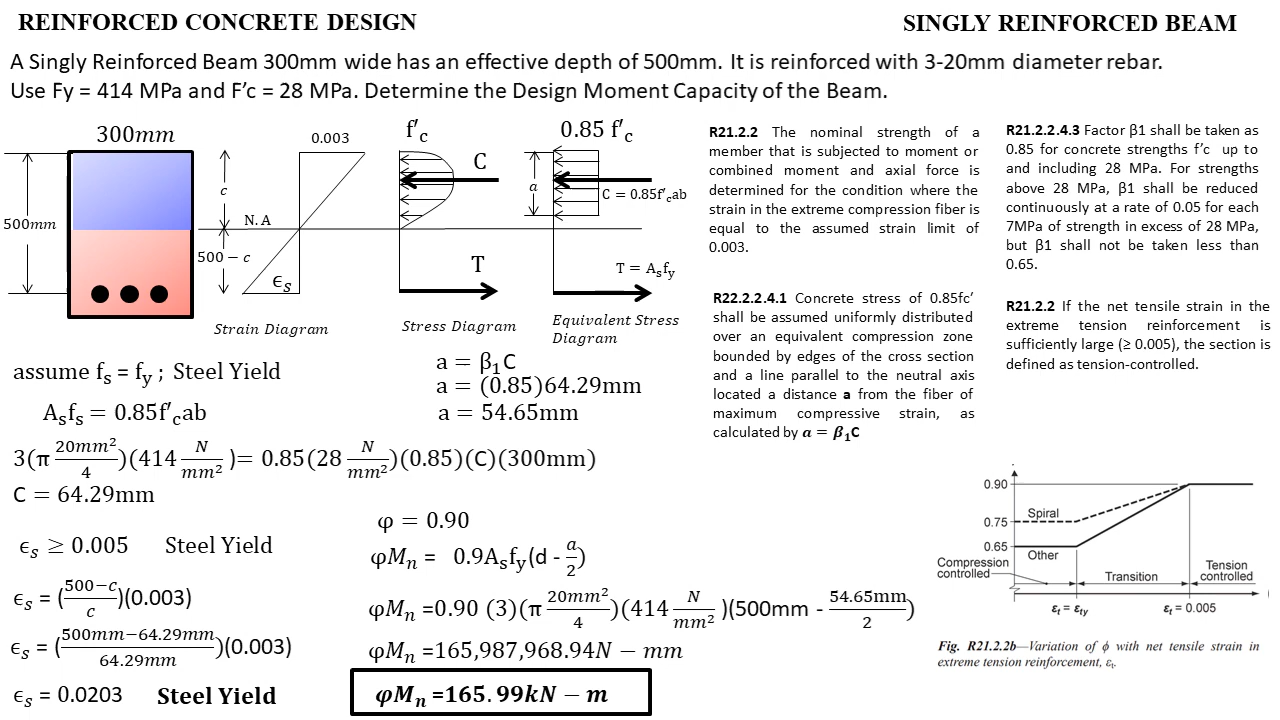 REINFORCED CONCRETE DESIGN
SINGLY REINFORCED BEAM
A Singly Reinforced Beam 300mm wide has an effective depth of 500mm. It is reinforced with 3-20mm diameter rebar.
Use Fy = 414 MPa and F'c = 28 MPa. Determine the Design Moment Capacity of the Beam.
300mm
500mm
c
N.A
500 − c
0.003
ϵs
Strain Diagram
f′c
C
T
Stress Diagram
0.85 f′c
a
C = 0.85f′cab
T = Asfy
Equivalent Stress
Diagram
R21.2.2 The nominal strength of a
member that is subjected to moment or
combined moment and axial force is
determined for the condition where the
strain in the extreme compression fiber is
equal to the assumed strain limit of
0.003.
R22.2.2.4.1 Concrete stress of 0.85fc′
shall be assumed uniformly distributed
over an equivalent compression zone
bounded by edges of the cross section
and a line parallel to the neutral axis
located a distance a from the fiber of
maximum compressive strain, as
calculated by a = β1C
R21.2.2.4.3 Factor β1 shall be taken as
0.85 for concrete strengths f'c up to
and including 28 MPa. For strengths
above 28 MPa, β1 shall be reduced
continuously at a rate of 0.05 for each
7MPa of strength in excess of 28 MPa,
but β1 shall not be taken less than
0.65.
R21.2.2 If the net tensile strain in the
extreme tension reinforcement is
sufficiently large (≥ 0.005), the section is
defined as tension-controlled.
assume fs = fy ; Steel Yield
Asfs = 0.85f′cab
3(π 20mm²/4)(414 N/mm²)= 0.85(28 N/mm²)(0.85)(C)(300mm)
C = 64.29mm
a = β1C
a = (0.85)64.29mm
a = 54.65mm
ϵs ≥ 0.005 Steel Yield
ϵs = (500−c/c)(0.003)
ϵs = (500mm−64.29mm/64.29mm)(0.003)
ϵs = 0.0203 Steel Yield
φ = 0.90
φMn = 0.9Asfy(d - a/2)
φMn =0.90 (3)(π 20mm²/4)(414 N/mm²)(500mm - 54.65mm/2)
φMn =165,987,968.94N − mm
φMn =165.99kN − m
0.90
0.75
0.65
Spiral
Other
Compression
controlled
Transition
Tension
controlled
εt = εty
εt = 0.005
Fig. R21.2.2b—Variation of ϕ with net tensile strain in
extreme tension reinforcement, εt.